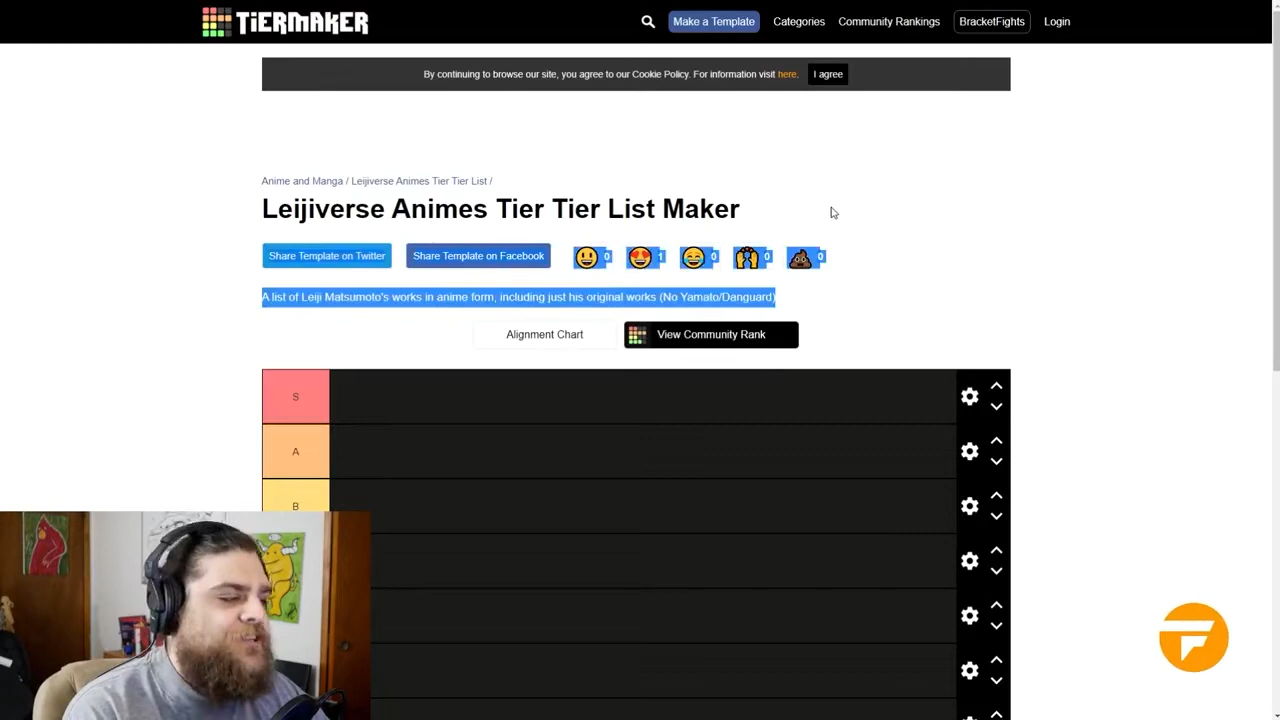 TiERMAKER
Make a Template
Categories
Community Rankings
BracketFights
Login
By continuing to browse our site, you agree to our Cookie Policy. For information visit here.
I agree
Anime and Manga / Leijiverse Animes Tier Tier List /
Leijiverse Animes Tier Tier List Maker
Share Template on Twitter
Share Template on Facebook
0
1
0
0
0
A list of Leiji Matsumoto's works in anime form, including just his original works (No Yamato/Danguard)
Alignment Chart
View Community Rank
S
A
B